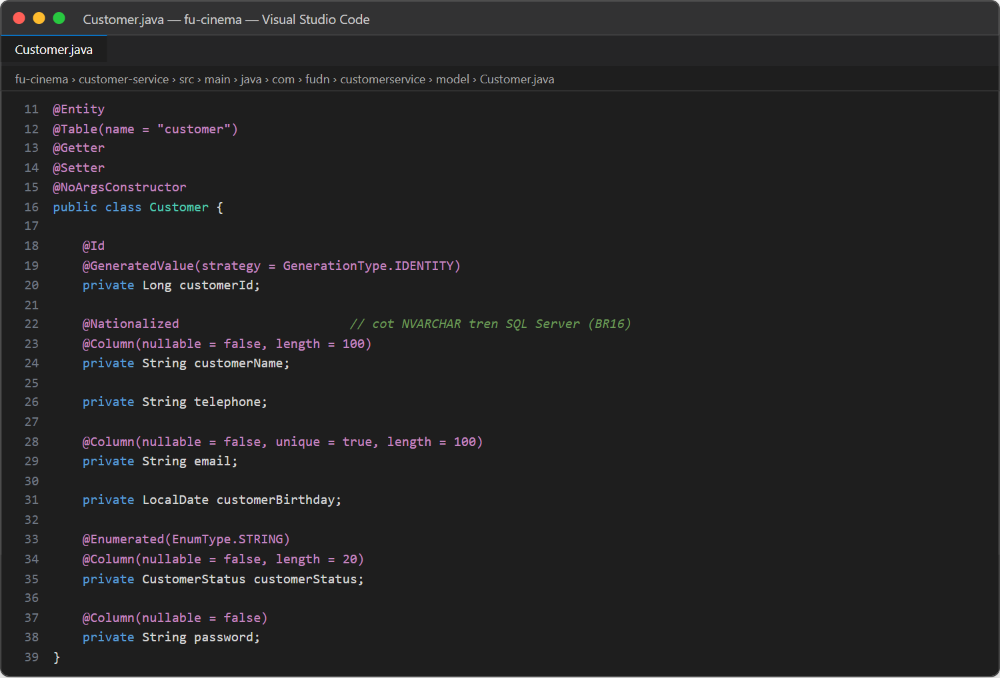 Customer.java — fu-cinema — Visual Studio Code
Customer.java
fu-cinema › customer-service › src › main › java › com › fudn › customerservice › model › Customer.java
11 @Entity
12 @Table(name = "customer")
13 @Getter
14 @Setter
15 @NoArgsConstructor
16 public class Customer {
17
18     @Id
19     @GeneratedValue(strategy = GenerationType.IDENTITY)
20     private Long customerId;
21
22     @Nationalized                       // cot NVARCHAR tren SQL Server (BR16)
23     @Column(nullable = false, length = 100)
24     private String customerName;
25
26     private String telephone;
27
28     @Column(nullable = false, unique = true, length = 100)
29     private String email;
30
31     private LocalDate customerBirthday;
32
33     @Enumerated(EnumType.STRING)
34     @Column(nullable = false, length = 20)
35     private CustomerStatus customerStatus;
36
37     @Column(nullable = false)
38     private String password;
39 }